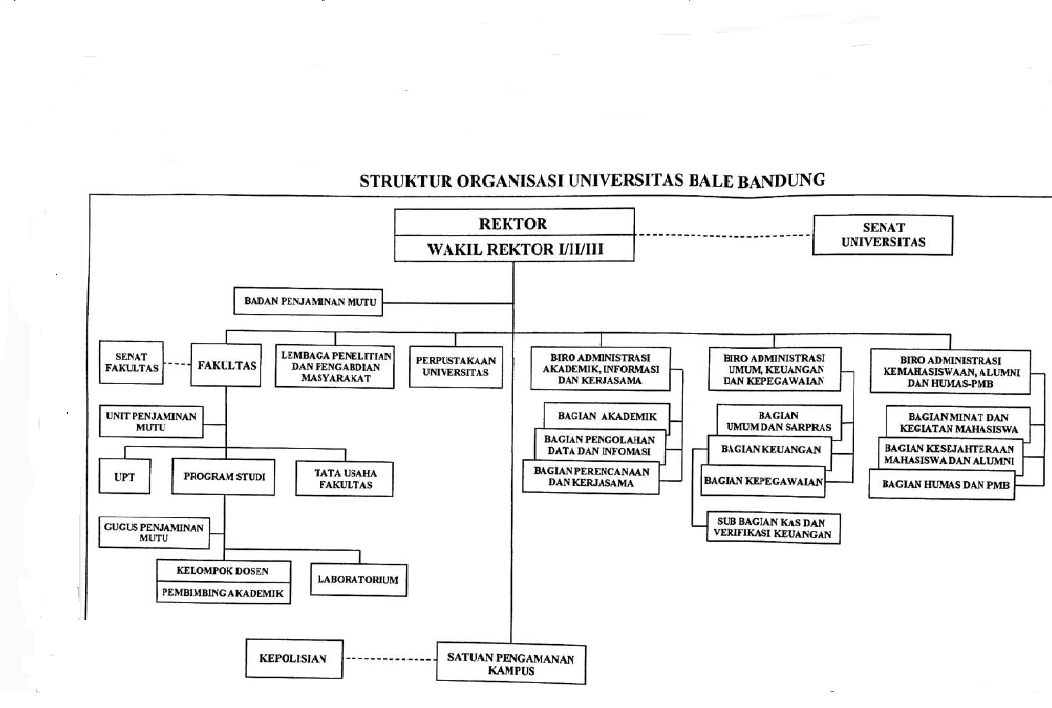 STRUKTUR ORGANISASI UNIVERSITAS BALE BANDUNG
REKTOR
WAKIL REKTOR I/II/III
SENAT
UNIVERSITAS
BADAN PENJAMINAN MUTU
SENAT
FAKULTAS
FAKULTAS
LEMBAGA PENELITIAN
DAN PENGABDIAN
MASYARAKAT
PERPUSTAKAAN
UNIVERSITAS
BIRO ADMINISTRASI
AKADEMIK, INFORMASI
DAN KERJASAMA
BIRO ADMINISTRASI
UMUM, KEUANGAN
DAN KEPEGAWAIAN
BIRO ADMINISTRASI
KEMAHASISWAAN, ALUMNI
DAN HUMAS-PMB
UNIT PENJAMINAN
MUTU
BAGIAN AKADEMIK
BAGIAN PENGOLAHAN
DATA DAN INFOMASI
BAGIAN PERENCANAAN
DAN KERJASAMA
BAGIAN
UMUM DAN SARPRAS
BAGIAN KEUANGAN
BAGIAN KEPEGAWAIAN
SUB BAGIAN KAS DAN
VERIFIKASI KEUANGAN
BAGIAN MINAT DAN
KEGIATAN MAHASISWA
BAGIAN KESEJAHTERAAN
MAHASISWA DAN ALUMNI
BAGIAN HUMAS DAN PMB
UPT
PROGRAM STUDI
TATA USAHA
FAKULTAS
GUGUS PENJAMINAN
MUTU
KELOMPOK DOSEN
PEMBIMBING AKADEMIK
LABORATORIUM
KEPOLISIAN
SATUAN PENGAMANAN
KAMPUS